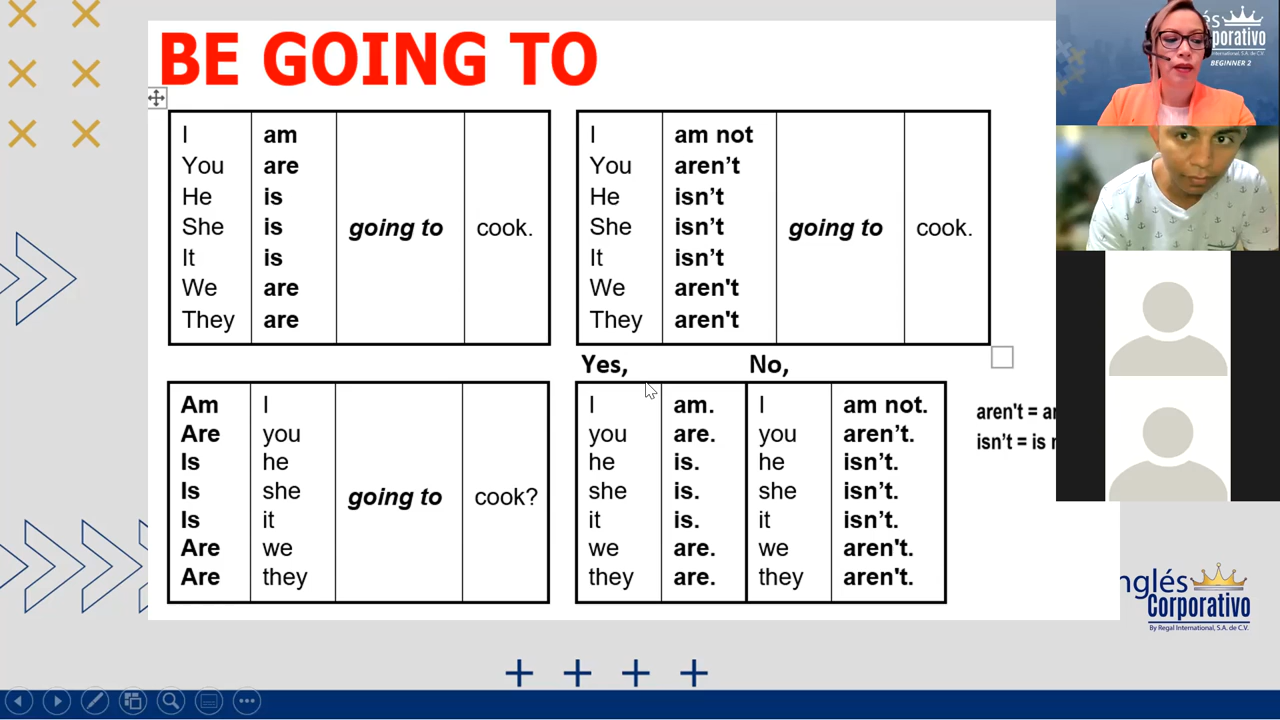 BE GOING TO
I am
You are
He is
She is going to cook.
It is
We are
They are
I am not
You aren’t
He isn’t
She isn’t going to cook.
It isn’t
We aren't
They aren't
Am I
Are you
Is he
Is she going to cook?
Is it
Are we
Are they
Yes, No,
I am. I am not.
you are. you aren’t.
he is. he isn’t.
she is. she isn’t.
it is. it isn’t.
we are. we aren't.
they are. they aren't.
aren't =
isn’t = is
BEGINNER 2
Corporativo
By Regal International, S.A. de C.V.